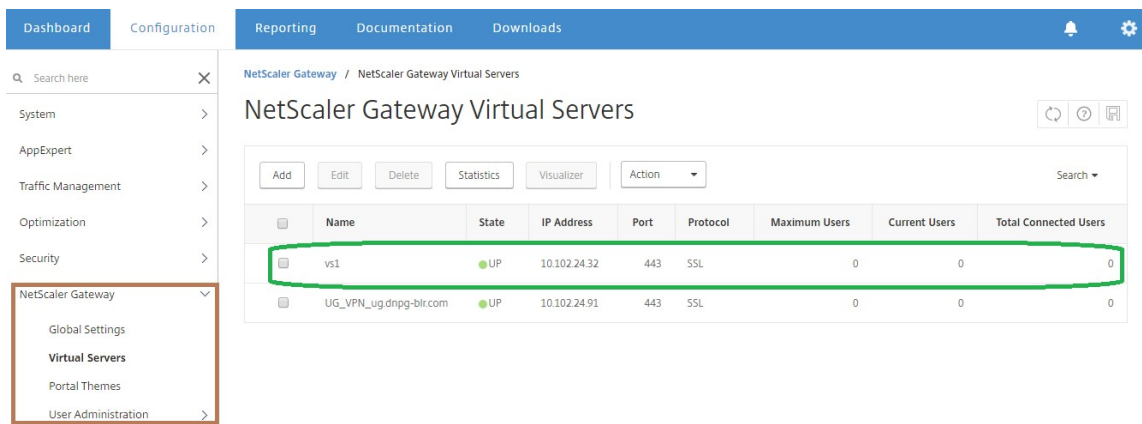 Dashboard Configuration Reporting Documentation Downloads
Search here
System
AppExpert
Traffic Management
Optimization
Security
NetScaler Gateway
Global Settings
Virtual Servers
Portal Themes
User Administration
NetScaler Gateway / NetScaler Gateway Virtual Servers
NetScaler Gateway Virtual Servers
Add Edit Delete Statistics Visualizer Action Search
Name State IP Address Port Protocol Maximum Users Current Users Total Connected Users
vs1 UP 10.102.24.32 443 SSL 0 0 0
UG_VPN_ug.dnpg-blr.com UP 10.102.24.91 443 SSL 0 0 0